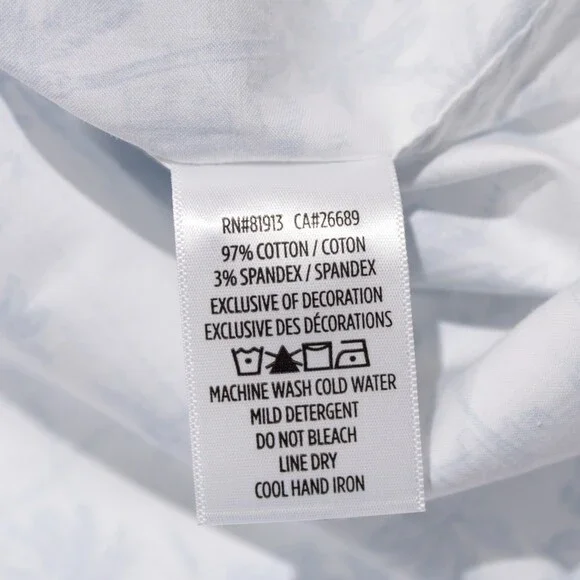 RN#81913 CA#26689
97% COTTON / COTON
3% SPANDEX / SPANDEX
EXCLUSIVE OF DECORATION
EXCLUSIVE DES DÉCORATIONS
MACHINE WASH COLD WATER
MILD DETERGENT
DO NOT BLEACH
LINE DRY
COOL HAND IRON